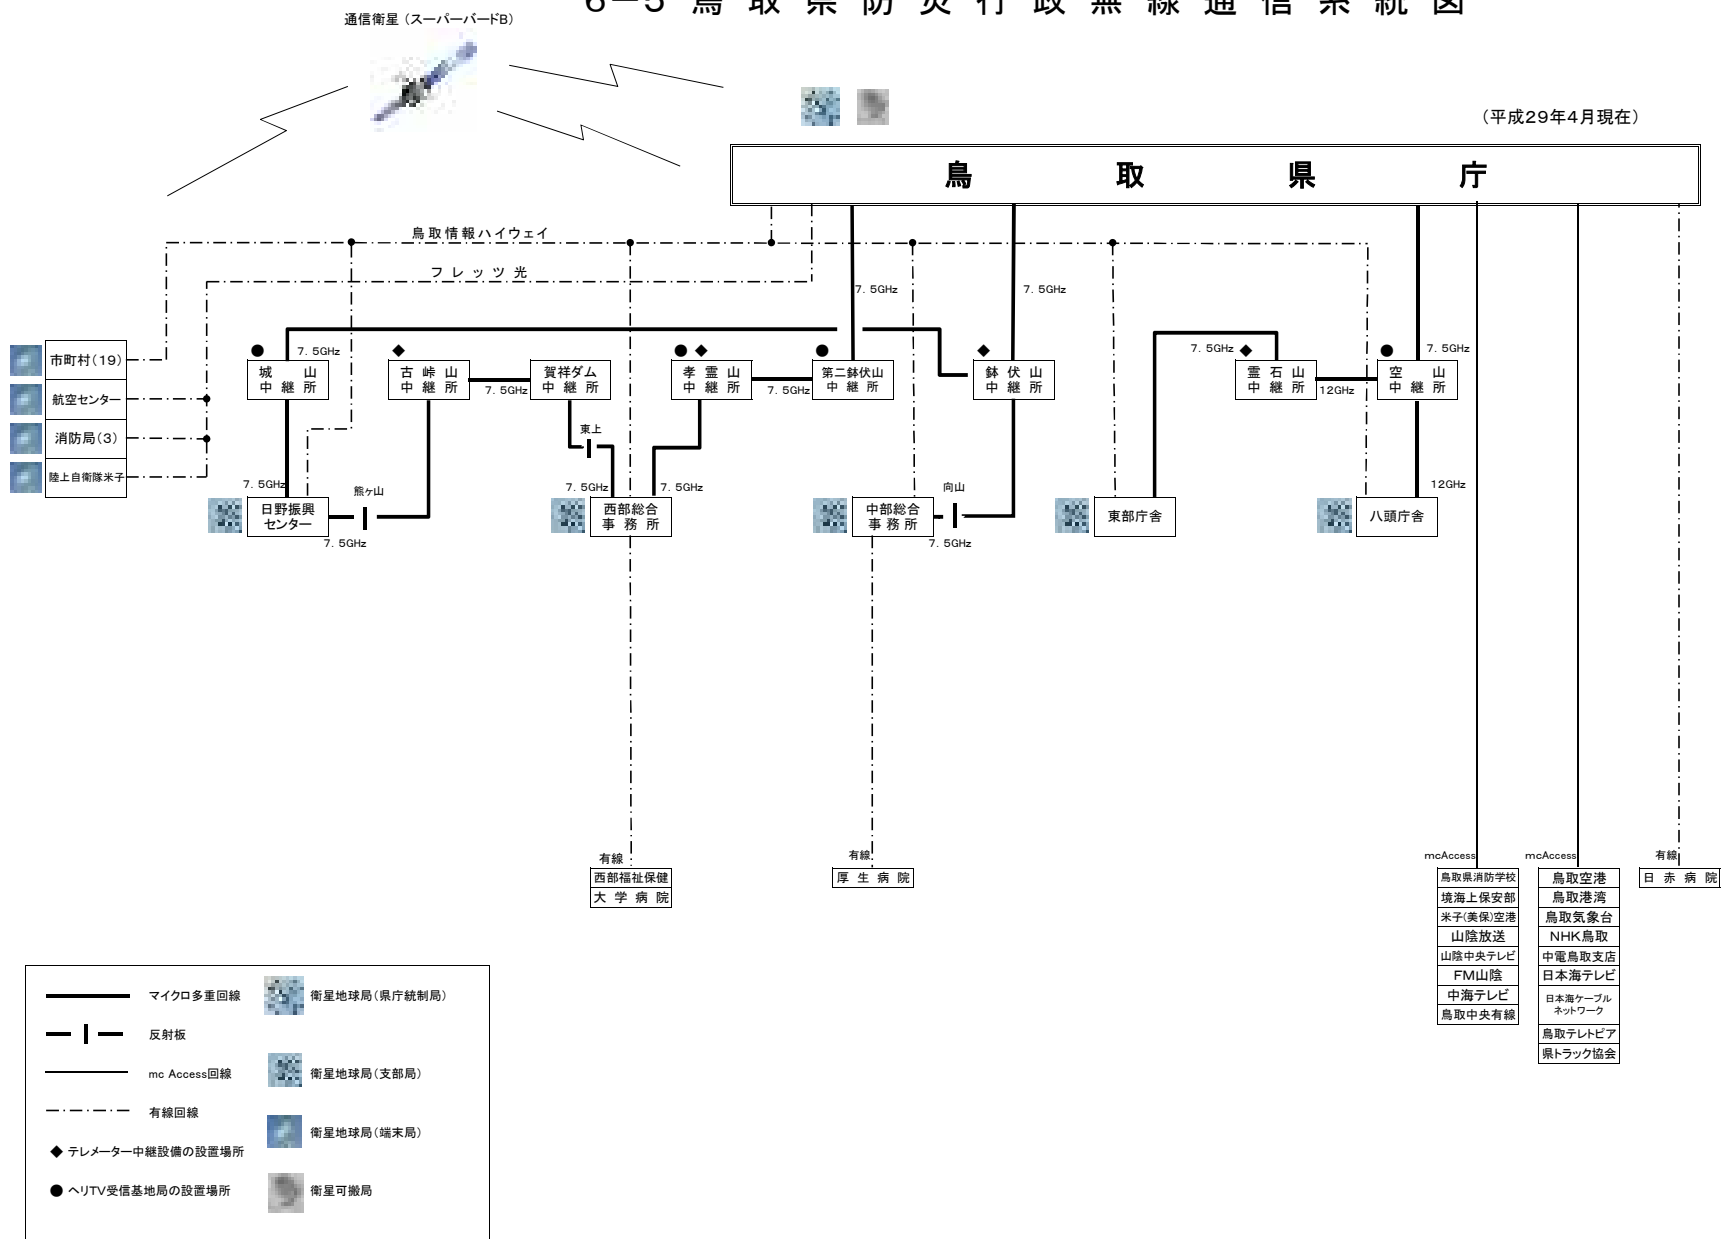 6－5 鳥取県防災行政無線通信系統図
通信衛星（スーパーバードB）
（平成29年4月現在）
鳥取県庁
鳥取情報ハイウェイ
フレッツ光
7.5GHz
7.5GHz
市町村（19）
航空センター
消防局（3）
陸上自衛隊米子
● 7.5GHz
城山
中継所
◆
古峠山
中継所
7.5GHz
賀祥ダム
中継所
●◆
孝霊山
中継所
7.5GHz
●
第二鉢伏山
中継所
◆
鉢伏山
中継所
7.5GHz ◆
霊石山
中継所
12GHz
● 7.5GHz
空山
中継所
東上
7.5GHz
日野振興
センター
熊ヶ山
7.5GHz
7.5GHz
7.5GHz
西部総合
事務所
中部総合
事務所
向山
7.5GHz
東部庁舎
12GHz
八頭庁舎
有線
西部福祉保健
大学病院
有線
厚生病院
mcAccess
鳥取県消防学校
境海上保安部
米子（美保）空港
山陰放送
山陰中央テレビ
FM山陰
中海テレビ
鳥取中央有線
mcAccess
鳥取空港
鳥取港湾
鳥取気象台
NHK鳥取
中電鳥取支店
日本海テレビ
日本海ケーブル
ネットワーク
鳥取テレトピア
県トラック協会
有線
日赤病院
マイクロ多重回線
反射板
mc Access回線
有線回線
◆ テレメーター中継設備の設置場所
● ヘリTV受信基地局の設置場所
衛星地球局（県庁統制局）
衛星地球局（支部局）
衛星地球局（端末局）
衛星可搬局